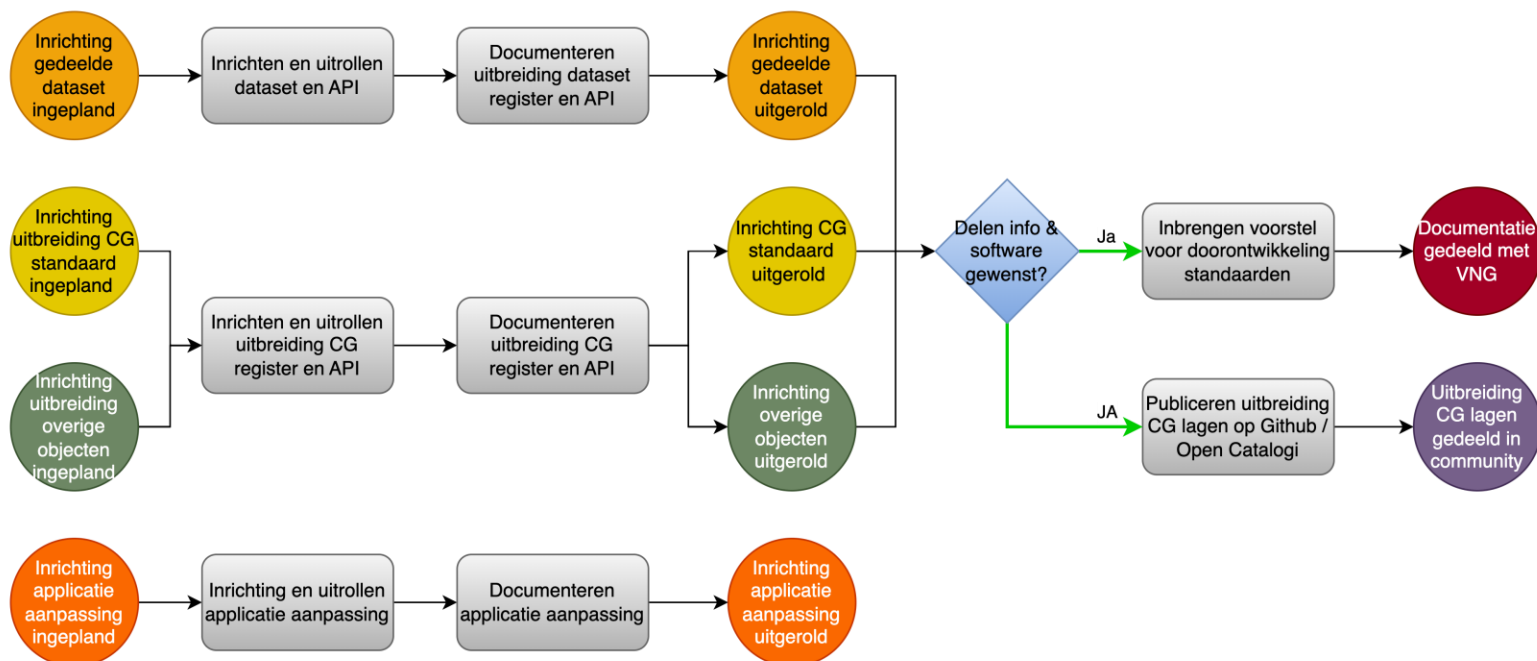 Inrichting
gedeelde
dataset
ingepland
Inrichten en uitrollen
dataset en API
Documenteren
uitbreiding dataset
register en API
Inrichting
gedeelde
dataset
uitgerold
Inrichting
uitbreiding CG
standaard
ingepland
Inrichting CG
standaard
uitgerold
Delen info &
software
gewenst?
Ja
Inbrengen voorstel
voor doorontwikkeling
standaarden
Documentatie
gedeeld met
VNG
Inrichting
uitbreiding
overige
objecten
ingepland
Inrichten en uitrollen
uitbreiding CG
register en API
Documenteren
uitbreiding CG
register en API
Inrichting
overige
objecten
uitgerold
JA
Publiceren uitbreiding
CG lagen op Github /
Open Catalogi
Uitbreiding
CG lagen
gedeeld in
community
Inrichting
applicatie
aanpassing
ingepland
Inrichting en uitrollen
applicatie aanpassing
Documenteren
applicatie aanpassing
Inrichting
applicatie
aanpassing
uitgerold